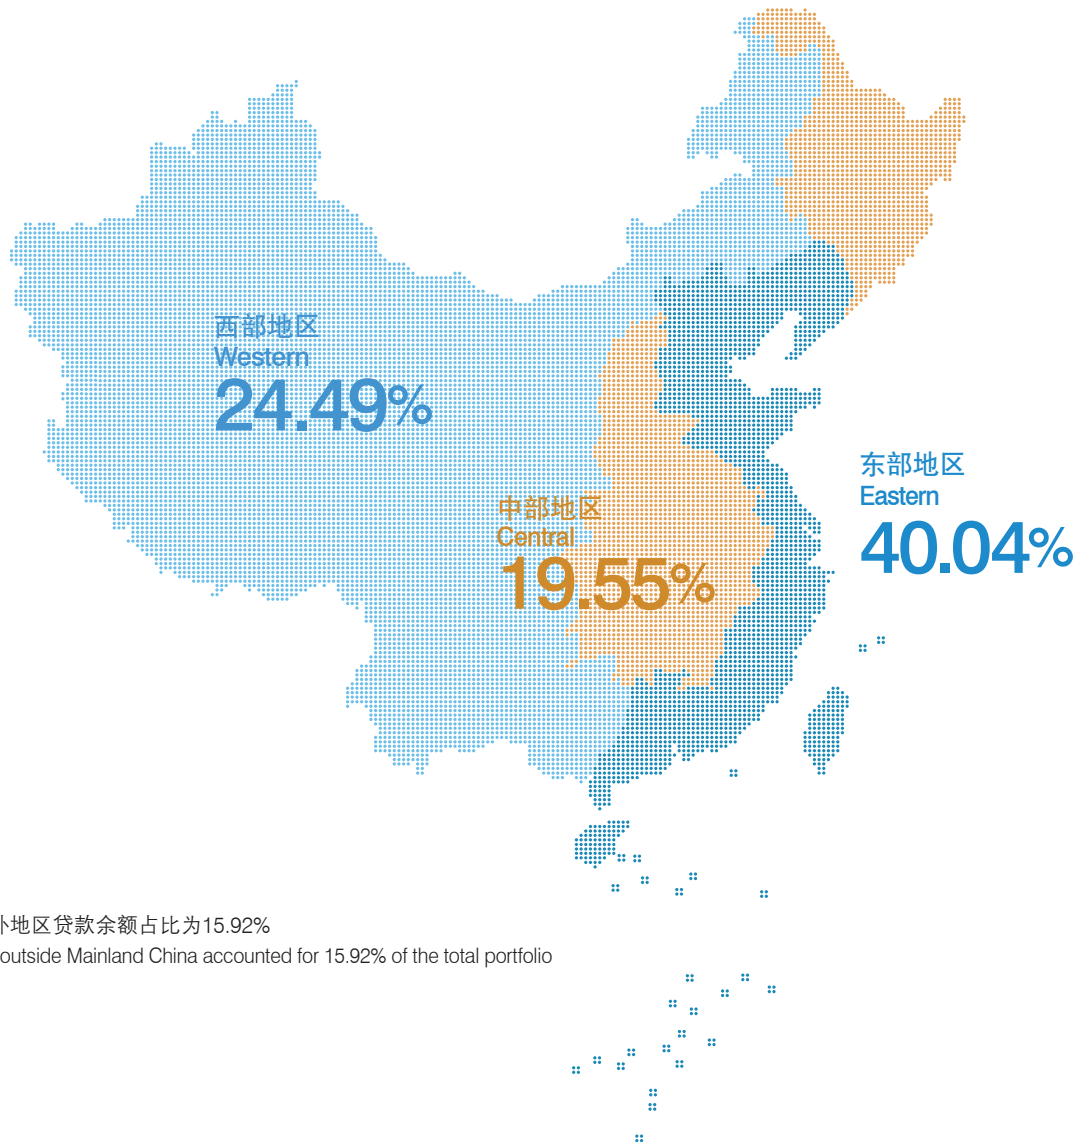 西部地区
Western
24.49%
中部地区
Central
19.55%
东部地区
Eastern
40.04%
地区贷款余额占比为15.92%
outside Mainland China accounted for 15.92% of the total portfolio